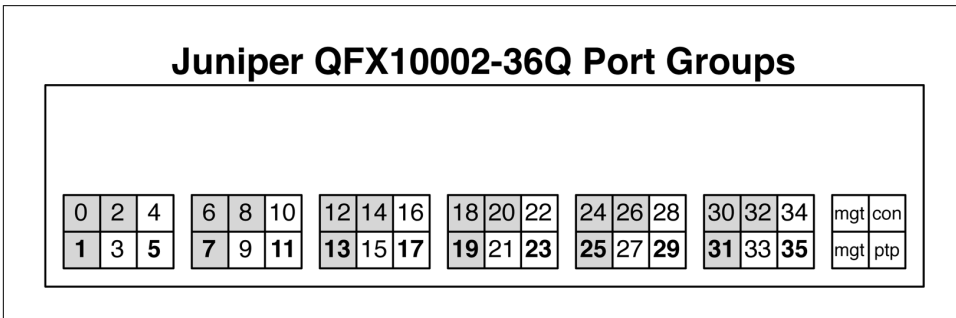 Juniper QFX10002-36Q Port Groups
0 2 4 6 8 10 12 14 16 18 20 22 24 26 28 30 32 34 mgt con
1 3 5 7 9 11 13 15 17 19 21 23 25 27 29 31 33 35 mgt ptp